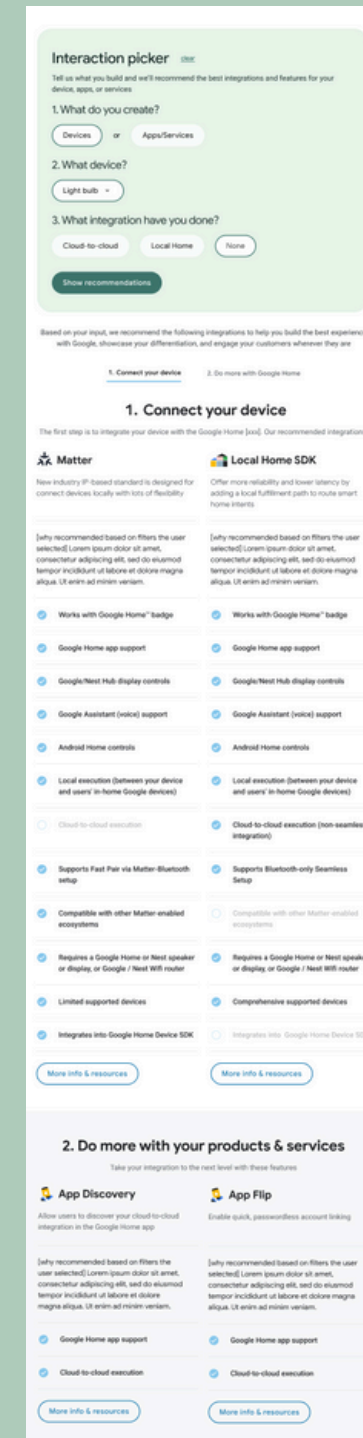 Interaction picker clear
Tell us what you build and we'll recommend the best integrations and features for your
device, apps, or services
1. What do you create?
Devices or Apps/Services
2. What device?
Light bulb
3. What integration have you done?
Cloud-to-cloud Local Home None
Show recommendations
Based on your input, we recommend the following integrations to help you build the best experienc
with Google, showcase your differentiation, and engage your customers wherever they are
1. Connect your device 2. Do more with Google Home
1. Connect your device
The first step is to integrate your device with the Google Home [xxx]. Our recommended integration
Matter
New industry IP-based standard is designed for
connect devices locally with lots of flexibility
[why recommended based on filters the user
selected] Lorem ipsum dolor sit amet,
consectetur adipiscing elit, sed do eiusmod
tempor incididunt ut labore et dolore magna
aliqua. Ut enim ad minim veniam.
Works with Google Home™ badge
Google Home app support
Google/Nest Hub display controls
Google Assistant (voice) support
Android Home controls
Local execution (between your device
and users' in-home Google devices)
Cloud-to-cloud execution
Supports Fast Pair via Matter-Bluetooth
setup
Compatible with other Matter-enabled
ecosystems
Requires a Google Home or Nest speaker
or display, or Google / Nest Wifi router
Limited supported devices
Integrates into Google Home Device SDK
More info & resources
Local Home SDK
Offer more reliability and lower latency by
adding a local fulfillment path to route smart
home intents
[why recommended based on filters the user
selected] Lorem ipsum dolor sit amet,
consectetur adipiscing elit, sed do eiusmod
tempor incididunt ut labore et dolore magna
aliqua. Ut enim ad minim veniam.
Works with Google Home™ badge
Google Home app support
Google/Nest Hub display controls
Google Assistant (voice) support
Android Home controls
Local execution (between your device
and users' in-home Google devices)
Cloud-to-cloud execution (non-seamles
integration)
Supports Bluetooth-only Seamless
Setup
Compatible with other Matter-enabled
ecosystems
Requires a Google Home or Nest speak
or display, or Google / Nest Wifi router
Comprehensive supported devices
Integrates into Google Home Device SD
More info & resources
2. Do more with your products & services
Take your integration to the next level with these features
App Discovery
Allow users to discover your cloud-to-cloud
integration in the Google Home app
[why recommended based on filters the
user selected] Lorem ipsum dolor sit amet,
consectetur adipiscing elit, sed do eiusmod
tempor incididunt ut labore et dolore
magna aliqua. Ut enim ad minim veniam.
Google Home app support
Cloud-to-cloud execution
More info & resources
App Flip
Enable quick, passwordless account linking
[why recommended based on filters the user
selected] Lorem ipsum dolor sit amet,
consectetur adipiscing elit, sed do eiusmod
tempor incididunt ut labore et dolore magna
aliqua. Ut enim ad minim veniam.
Google Home app support
Cloud-to-cloud execution
More info & resources